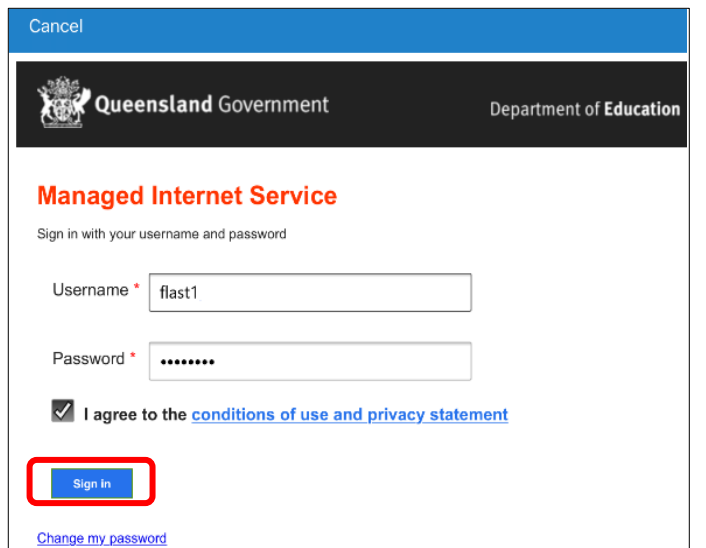 Cancel
Queensland Government
Department of Education
Managed Internet Service
Sign in with your username and password
Username * flast1
Password * ••••••••
I agree to the conditions of use and privacy statement
Sign in
Change my password